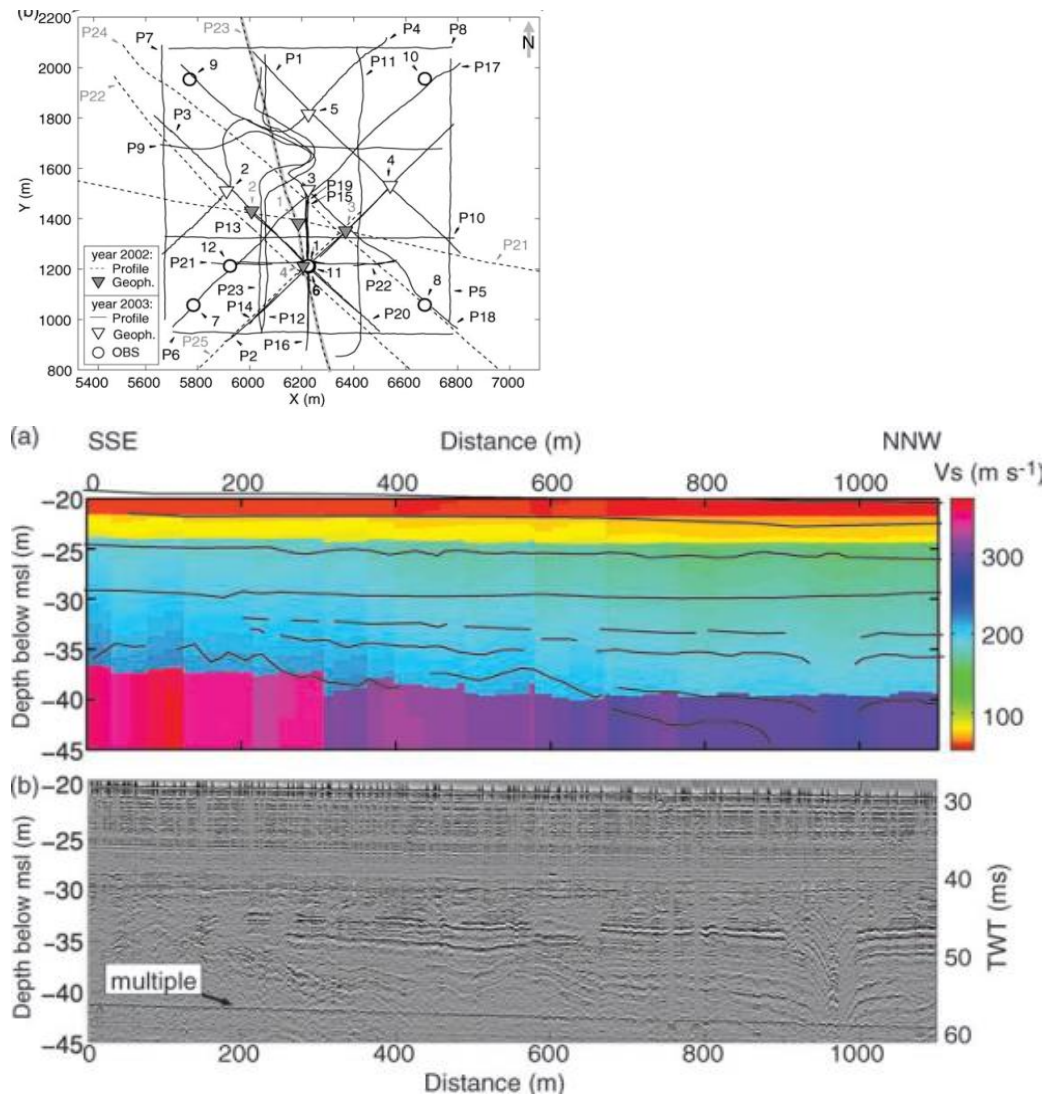 (b)
2200
2000
1800
1600
1400
1200
1000
800
Y (m)
5400 5600 5800 6000 6200 6400 6600 6800 7000
X (m)
N
P24
P7
P23
P4
P8
P1
P11
10
P17
9
P22
P3
5
P9
4
2
3
P19
P15
2
1
3
P13
P10
P21
12
P21
1
4
11
P22
6
8
P5
P23
P14
7
P12
P20
P18
P6
P25
P2
P16
year 2002:
Profile
Geoph.
year 2003:
Profile
Geoph.
OBS
(a) SSE Distance (m) NNW
Vs (m s⁻¹)
0 200 400 600 800 1000
-20
-25
-30
-35
-40
-45
Depth below msl (m)
300
200
100
(b)
-20
-25
-30
-35
-40
-45
Depth below msl (m)
multiple
30
40
50
60
TWT (ms)
0 200 400 600 800 1000
Distance (m)